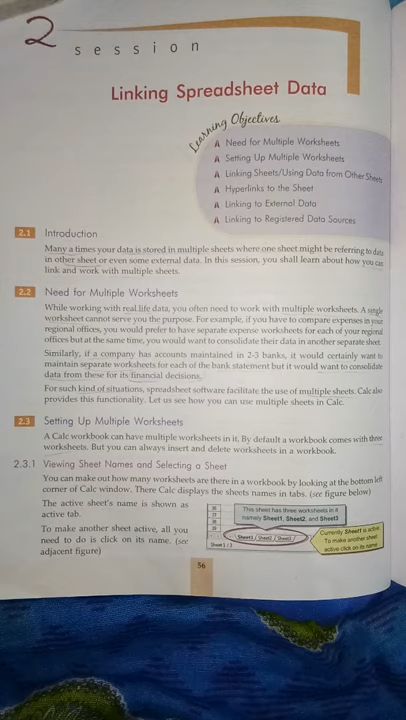 2
session
Linking Spreadsheet Data
Learning Objectives
Need for Multiple Worksheets
Setting Up Multiple Worksheets
Linking Sheets/Using Data from Other Sheets
Hyperlinks to the Sheet
Linking to External Data
Linking to Registered Data Sources
2.1 Introduction
Many a times your data is stored in multiple sheets where one sheet might be referring to data
in other sheet or even some external data. In this session, you shall learn about how you can
link and work with multiple sheets.
2.2 Need for Multiple Worksheets
While working with real life data, you often need to work with multiple worksheets. A single
worksheet cannot serve you the purpose. For example, if you have to compare expenses in your
regional offices, you would prefer to have separate expense worksheets for each of your regional
offices but at the same time, you would want to consolidate their data in another separate sheet.
Similarly, if a company has accounts maintained in 2-3 banks, it would certainly want to
maintain separate worksheets for each of the bank statement but it would want to consolidate
data from these for its financial decisions.
For such kind of situations, spreadsheet software facilitate the use of multiple sheets. Calc also
provides this functionality. Let us see how you can use multiple sheets in Calc.
2.3 Setting Up Multiple Worksheets
A Calc workbook can have multiple worksheets in it. By default a workbook comes with three
worksheets. But you can always insert and delete worksheets in a workbook.
2.3.1 Viewing Sheet Names and Selecting a Sheet
You can make out how many worksheets are there in a workbook by looking at the bottom left
corner of Calc window. There Calc displays the sheets names in tabs. (see figure below)
The active sheet's name is shown as
active tab.
To make another sheet active, all you
need to do is click on its name. (see
adjacent figure)
This sheet has three worksheets in it
namely Sheet1, Sheet2, and Sheet3
Sheet1 Sheet2 Sheet3
Sheet 1 / 3
Currently Sheet1 is active
To make another sheet
active click on its name
56